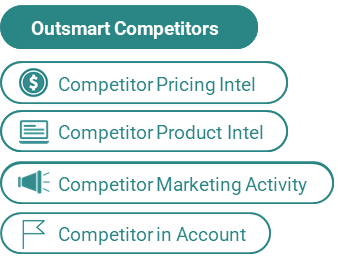 Outsmart Competitors
Competitor Pricing Intel
Competitor Product Intel
Competitor Marketing Activity
Competitor in Account